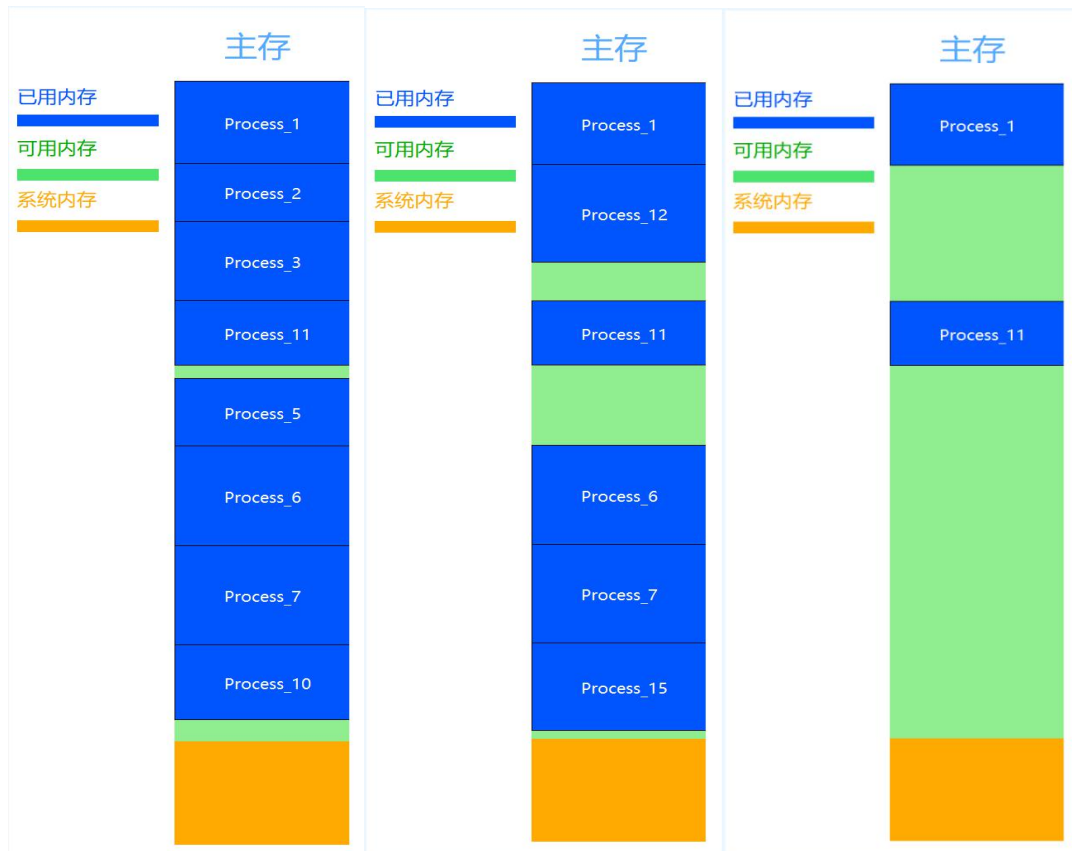 主存
已用内存
可用内存
系统内存
Process_1
Process_2
Process_3
Process_11
Process_5
Process_6
Process_7
Process_10
主存
已用内存
可用内存
系统内存
Process_1
Process_12
Process_11
Process_6
Process_7
Process_15
主存
已用内存
可用内存
系统内存
Process_1
Process_11